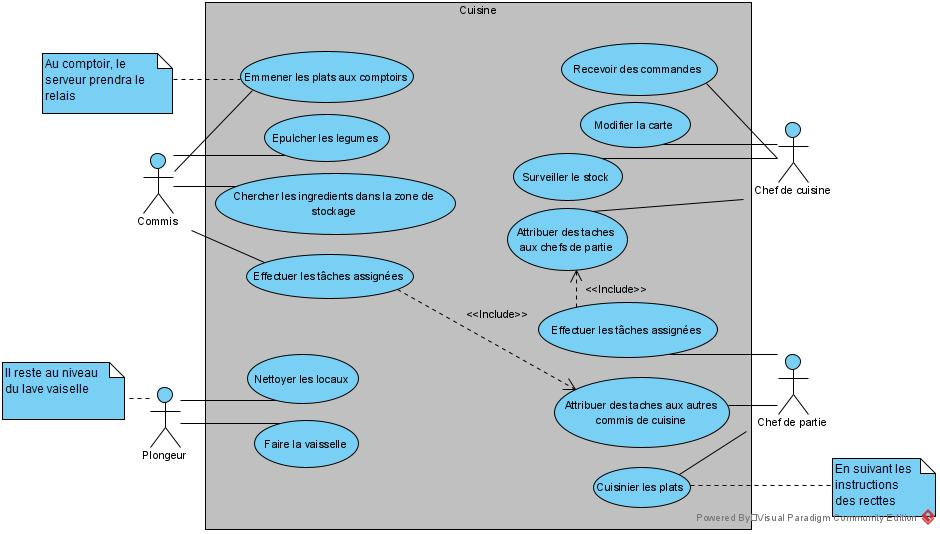 Cuisine
Au comptoir, le
serveur prendra le
relais
Emmener les plats aux comptoirs
Recevoir des commandes
Epulcher les legumes
Modifier la carte
Surveiller le stock
Chef de cuisine
Chercher les ingredients dans la zone de
stockage
Commis
Attribuer des taches
aux chefs de partie
Effectuer les tâches assignées
<<Include>>
<<Include>>
Effectuer les tâches assignées
Il reste au niveau
du lave vaiselle
Nettoyer les locaux
Attribuer des taches aux autres
commis de cuisine
Chef de partie
Faire la vaisselle
Plongeur
Cuisinier les plats
En suivant les
instructions
des recttes
Powered By Visual Paradigm Community Edition